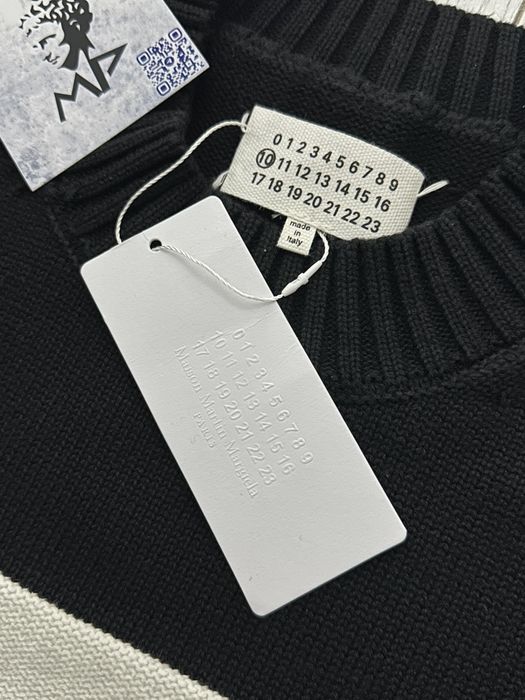 MA
0 1 2 3 4 5 6 7 8 9
10 11 12 13 14 15 16
17 18 19 20 21 22 23
made
in
Italy
0 1 2 3 4 5 6 7 8 9
10 11 12 13 14 15 16
17 18 19 20 21 22 23
Maison Martin Margiela
PARIS
S